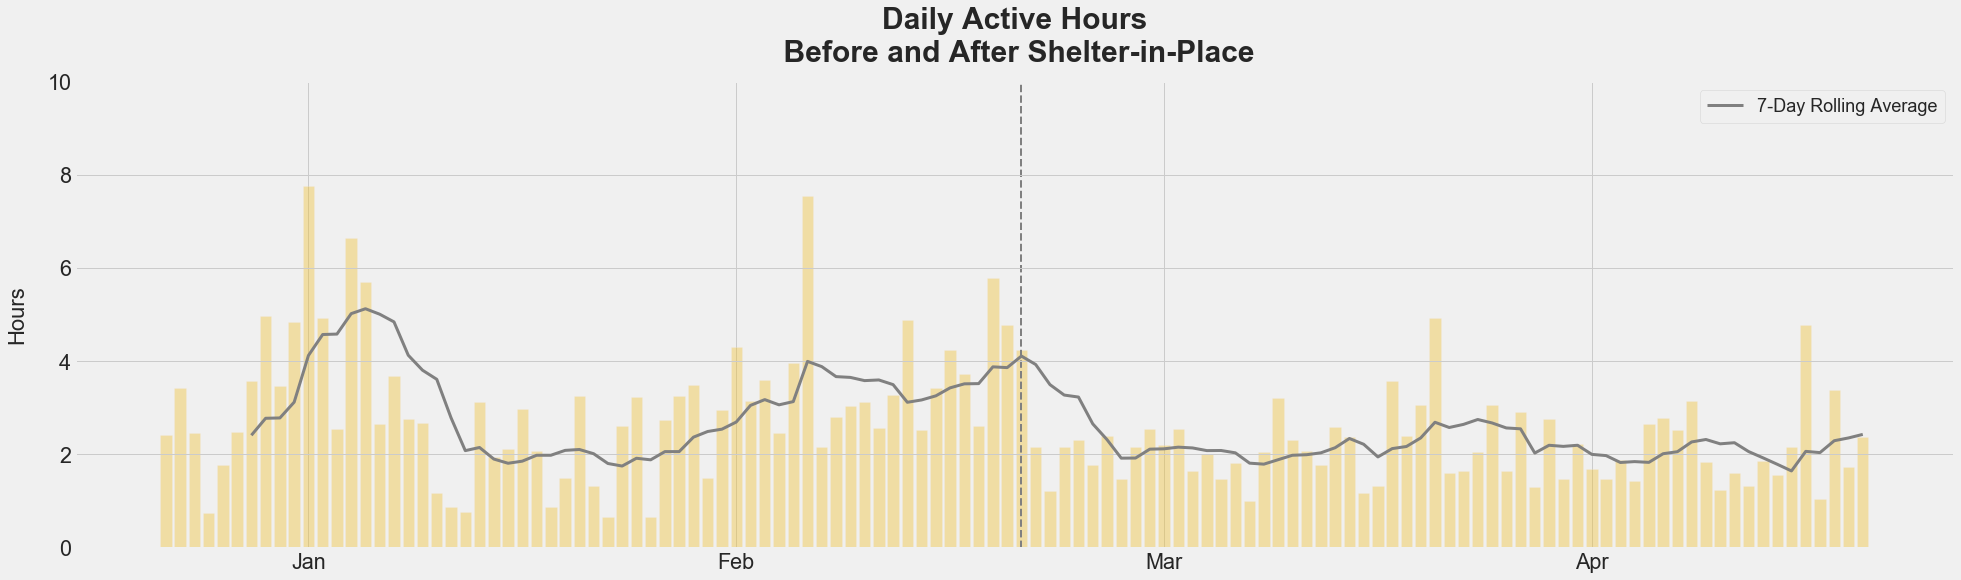 Daily Active Hours
Before and After Shelter-in-Place
7-Day Rolling Average
Hours
10
8
6
4
2
0
Jan
Feb
Mar
Apr